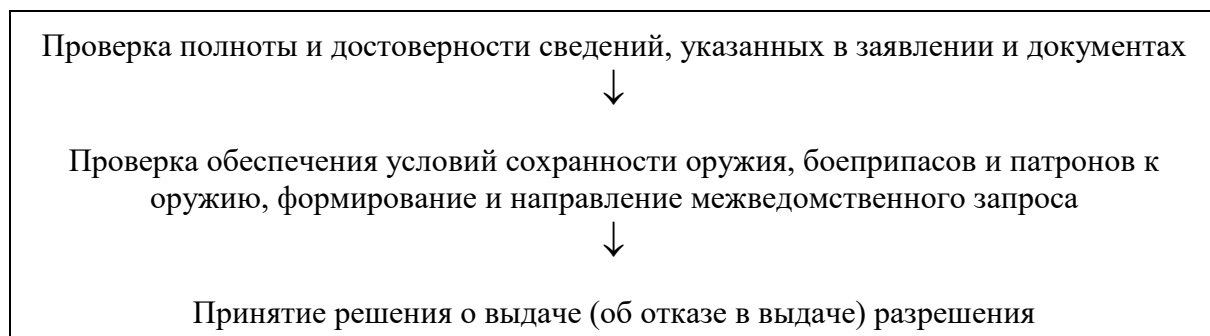 Проверка полноты и достоверности сведений, указанных в заявлении и документах
↓
Проверка обеспечения условий сохранности оружия, боеприпасов и патронов к
оружию, формирование и направление межведомственного запроса
↓
Принятие решения о выдаче (об отказе в выдаче) разрешения